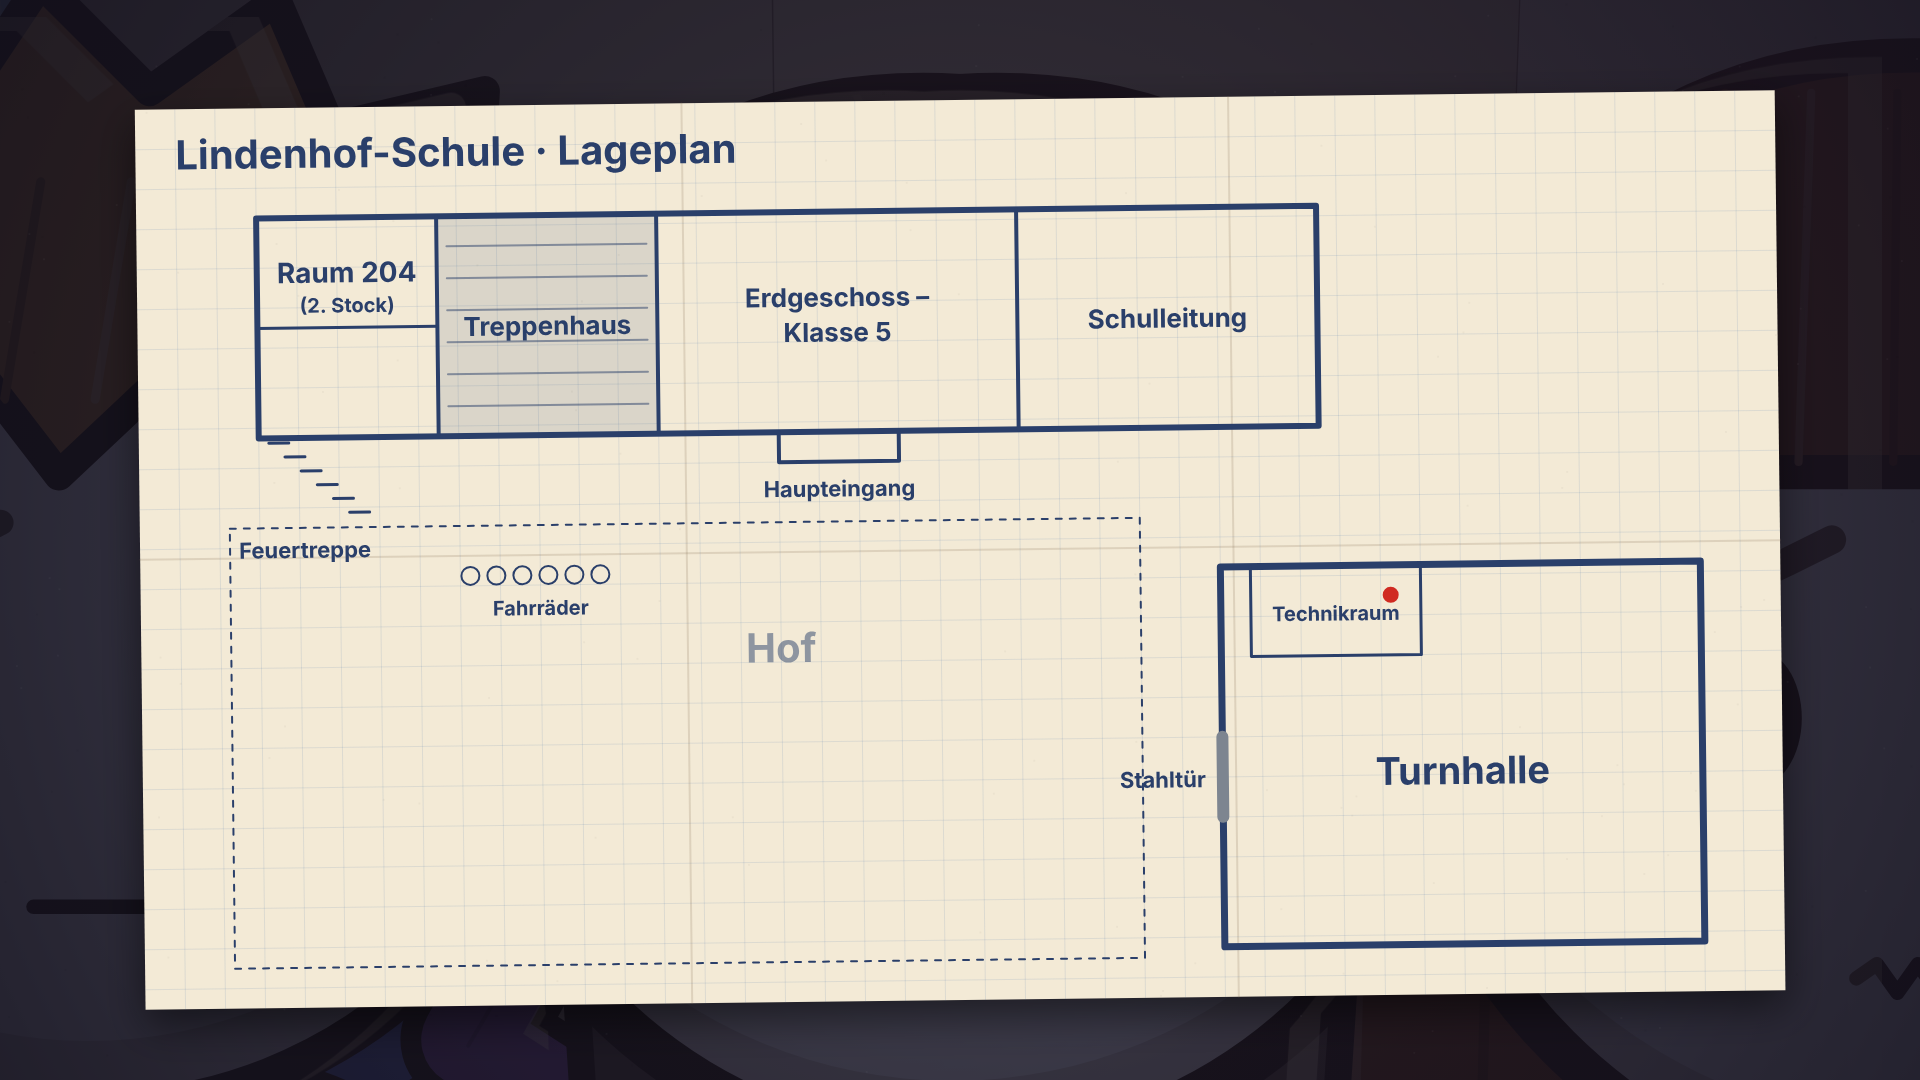 Lindenhof-Schule · Lageplan
Raum 204
(2. Stock)
Treppenhaus
Erdgeschoss –
Klasse 5
Schulleitung
Haupteingang
Feuertreppe
Fahrräder
Hof
Technikraum
Stahltür
Turnhalle